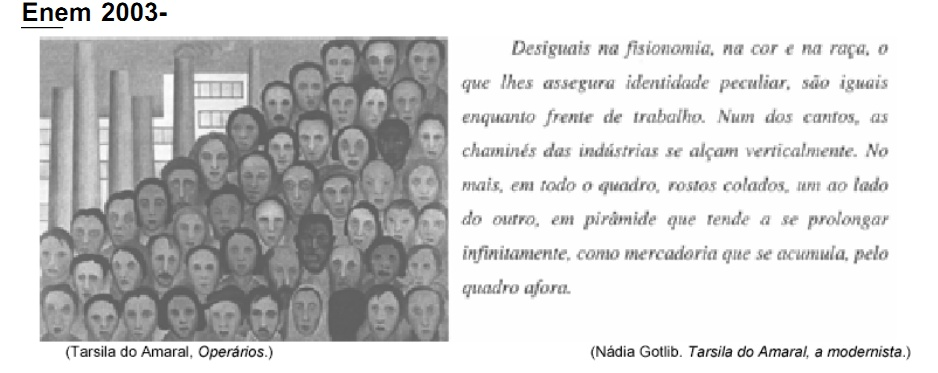 Enem 2003-
Desiguais na fisionomia, na cor e na raça, o
que lhes assegura identidade peculiar, são iguais
enquanto frente de trabalho. Num dos cantos, as
chaminés das indústrias se alçam verticalmente. No
mais, em todo o quadro, rostos colados, um ao lado
do outro, em pirâmide que tende a se prolongar
infinitamente, como mercadoria que se acumula, pelo
quadro afora.
(Tarsila do Amaral, Operários.)
(Nádia Gotlib. Tarsila do Amaral, a modernista.)